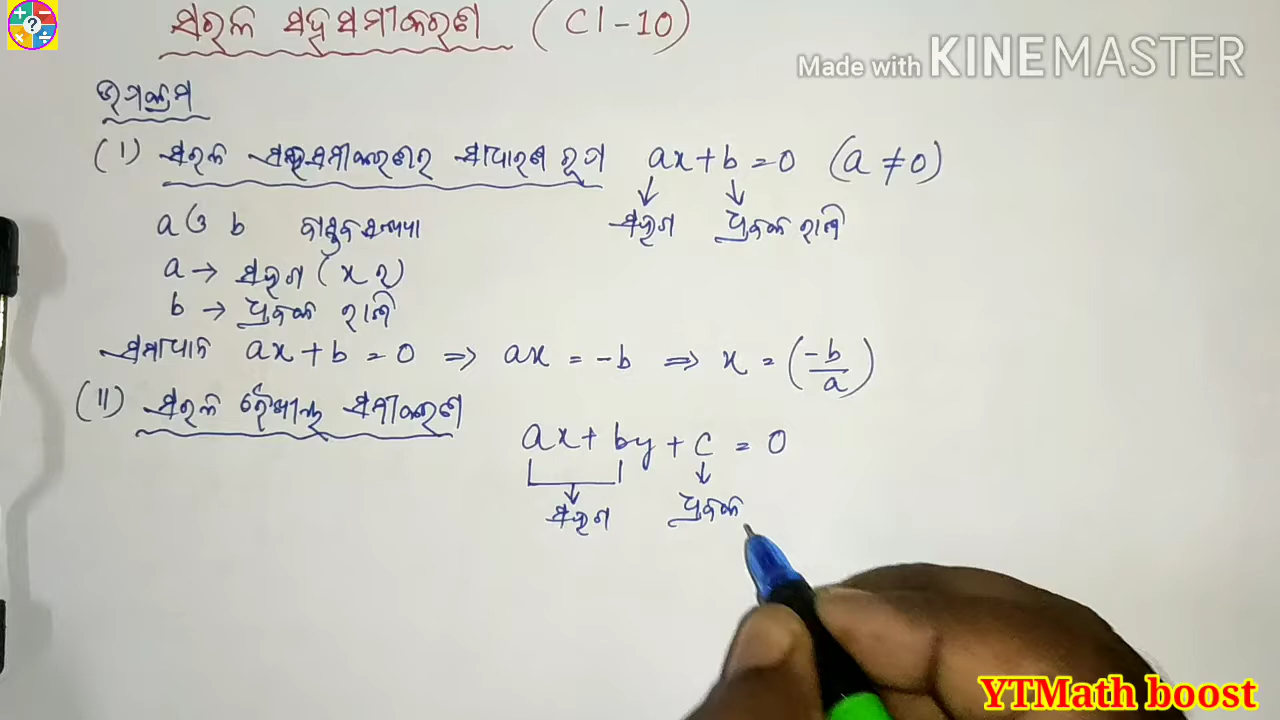 ସରଳ ସହସମୀକରଣ (Cl-10)
Made with KINEMASTER
ଉପକ୍ରମ
(I) ସରଳ ସହସମୀକରଣର ସାଧାରଣ ରୂପ ax + b = 0 (a ≠ 0)
ସହଗ ଧ୍ରୁବକ ରାଶି
a ଓ b ବାସ୍ତବ ସଂଖ୍ୟା
a → ସହଗ (x ର)
b → ଧ୍ରୁବକ ରାଶି
ସମାଧାନ ax + b = 0 ⇒ ax = -b ⇒ x = (-b/a)
(II) ସରଳ ରୈଖୀକ ସମୀକରଣ
ax + by + c = 0
ସହଗ ଧ୍ରୁବକ
YTMath boost